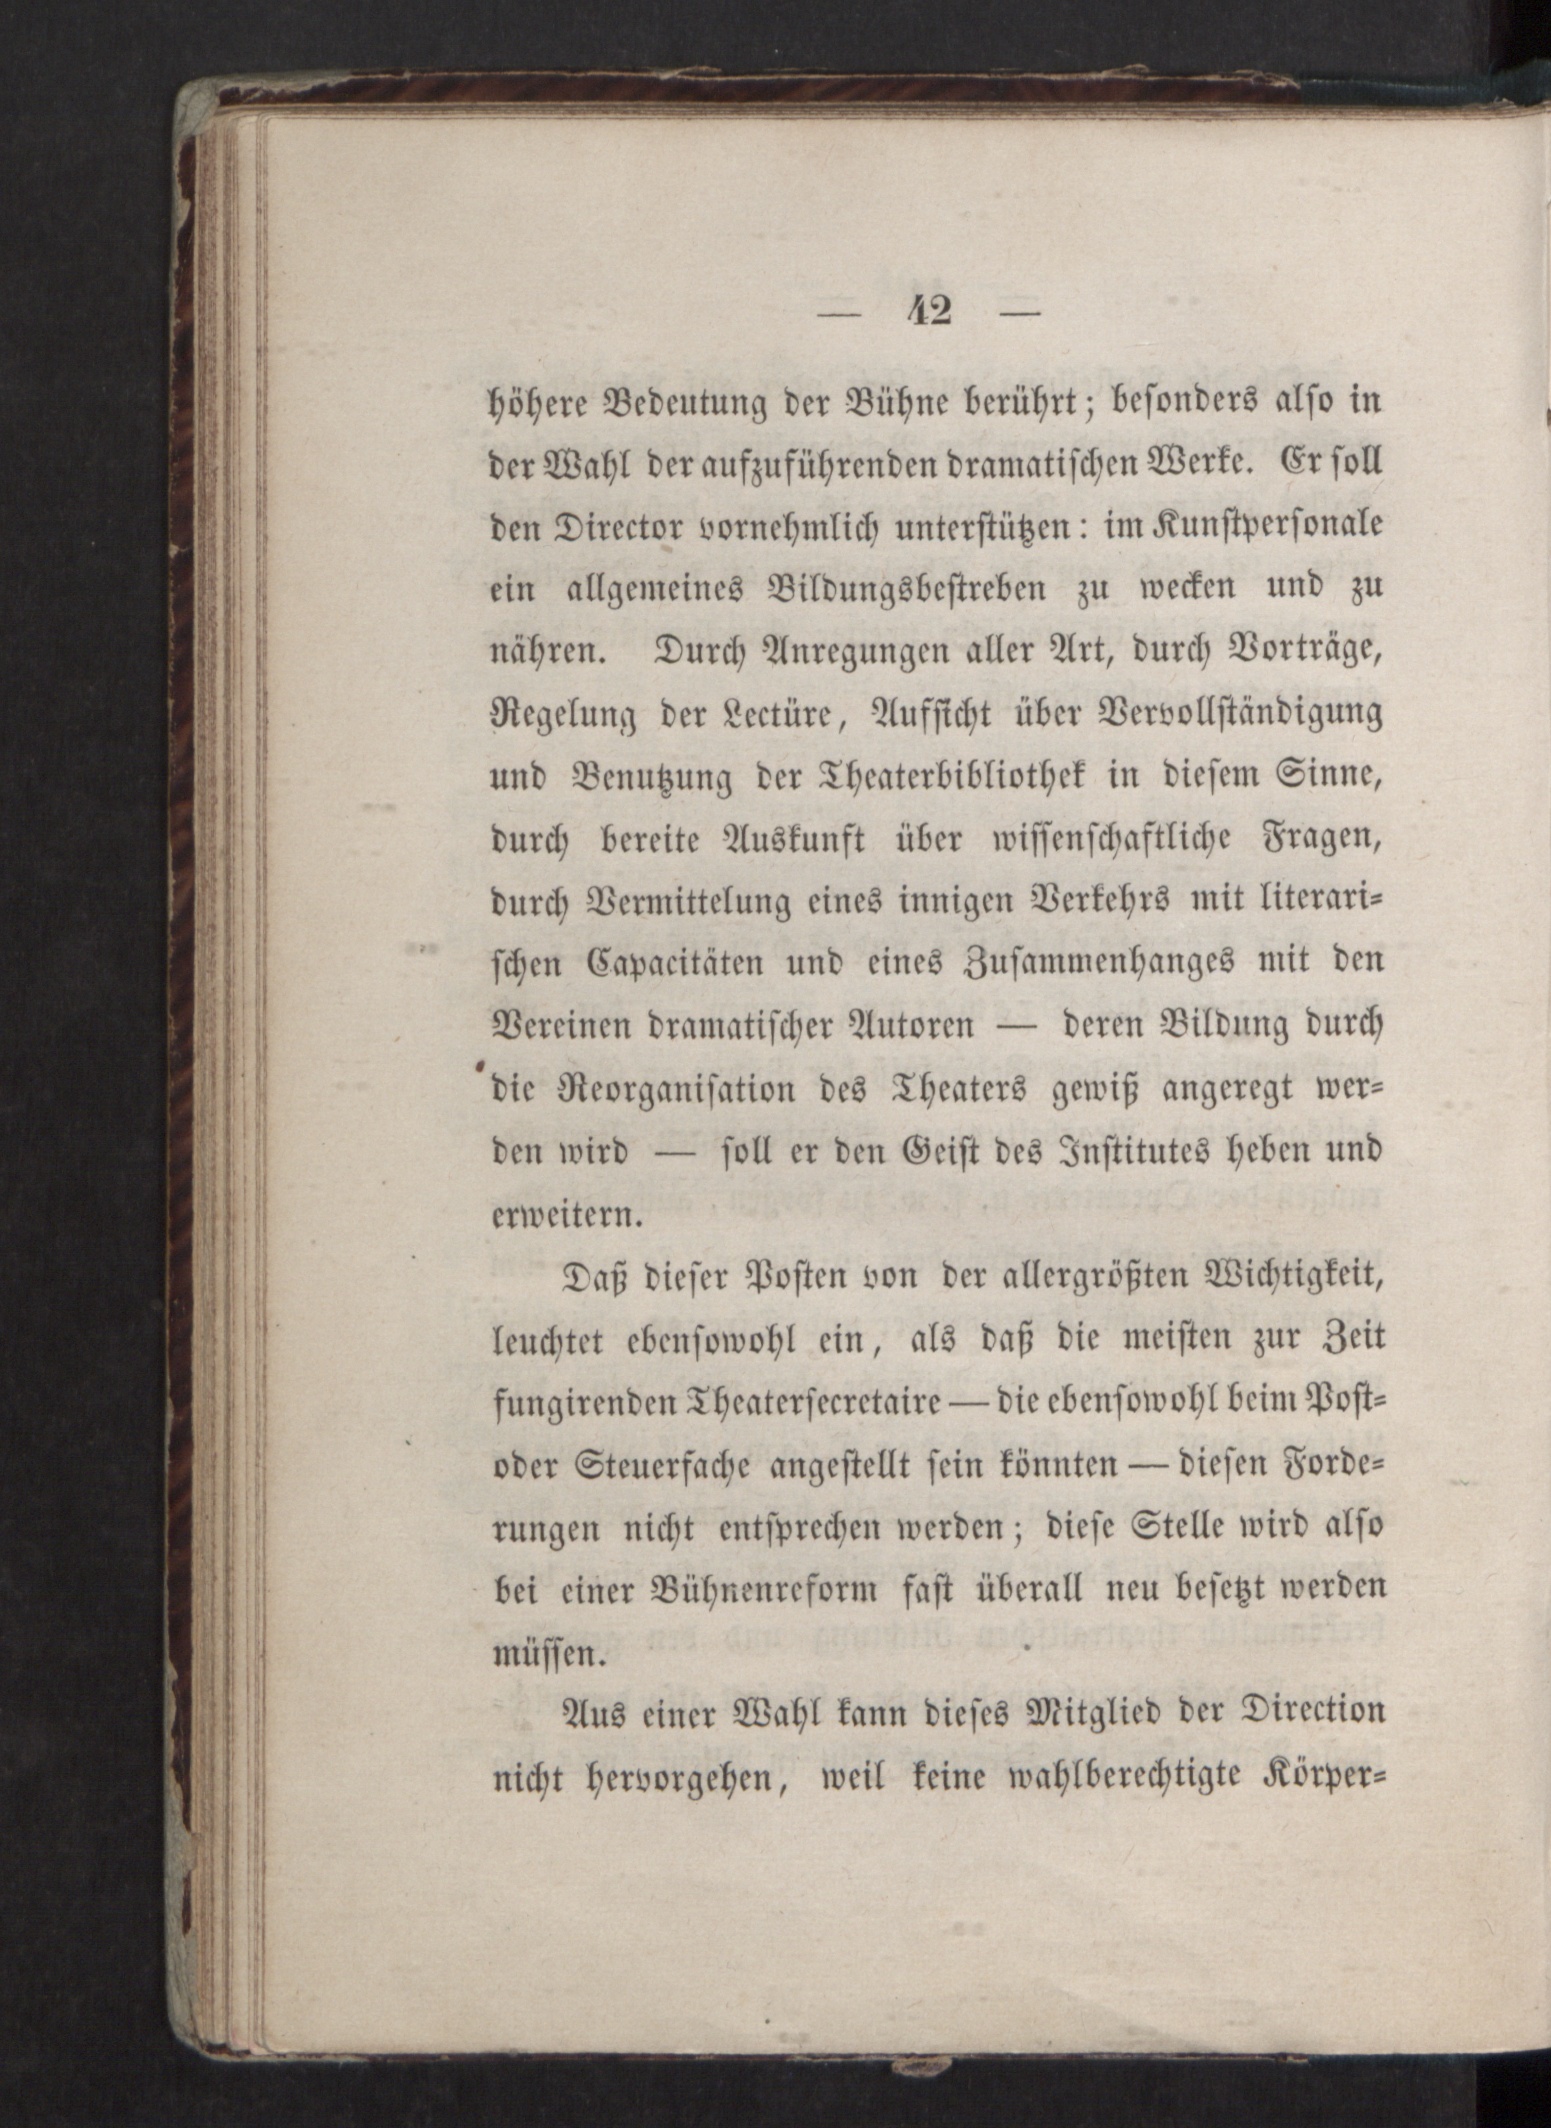 — 42 —
höhere Bedeutung der Bühne berührt; beſonders alſo in
der Wahl der aufzuführenden dramatiſchen Werke. Er ſoll
den Director vornehmlich unterſtützen: im Kunſtperſonale
ein allgemeines Bildungsbeſtreben zu wecken und zu
nähren. Durch Anregungen aller Art, durch Vorträge,
Regelung der Lectüre, Aufſicht über Vervollſtändigung
und Benutzung der Theaterbibliothek in dieſem Sinne,
durch bereite Auskunft über wiſſenſchaftliche Fragen,
durch Vermittelung eines innigen Verkehrs mit literari-
ſchen Capacitäten und eines Zuſammenhanges mit den
Vereinen dramatiſcher Autoren — deren Bildung durch
die Reorganiſation des Theaters gewiß angeregt wer-
den wird — ſoll er den Geiſt des Inſtitutes heben und
erweitern.
Daß dieſer Poſten von der allergrößten Wichtigkeit,
leuchtet ebenſowohl ein, als daß die meiſten zur Zeit
fungirenden Theaterſecretaire — die ebenſowohl beim Poſt-
oder Steuerfache angeſtellt ſein könnten — dieſen Forde-
rungen nicht entſprechen werden; dieſe Stelle wird alſo
bei einer Bühnenreform faſt überall neu beſetzt werden
müſſen.
Aus einer Wahl kann dieſes Mitglied der Direction
nicht hervorgehen, weil keine wahlberechtigte Körper-